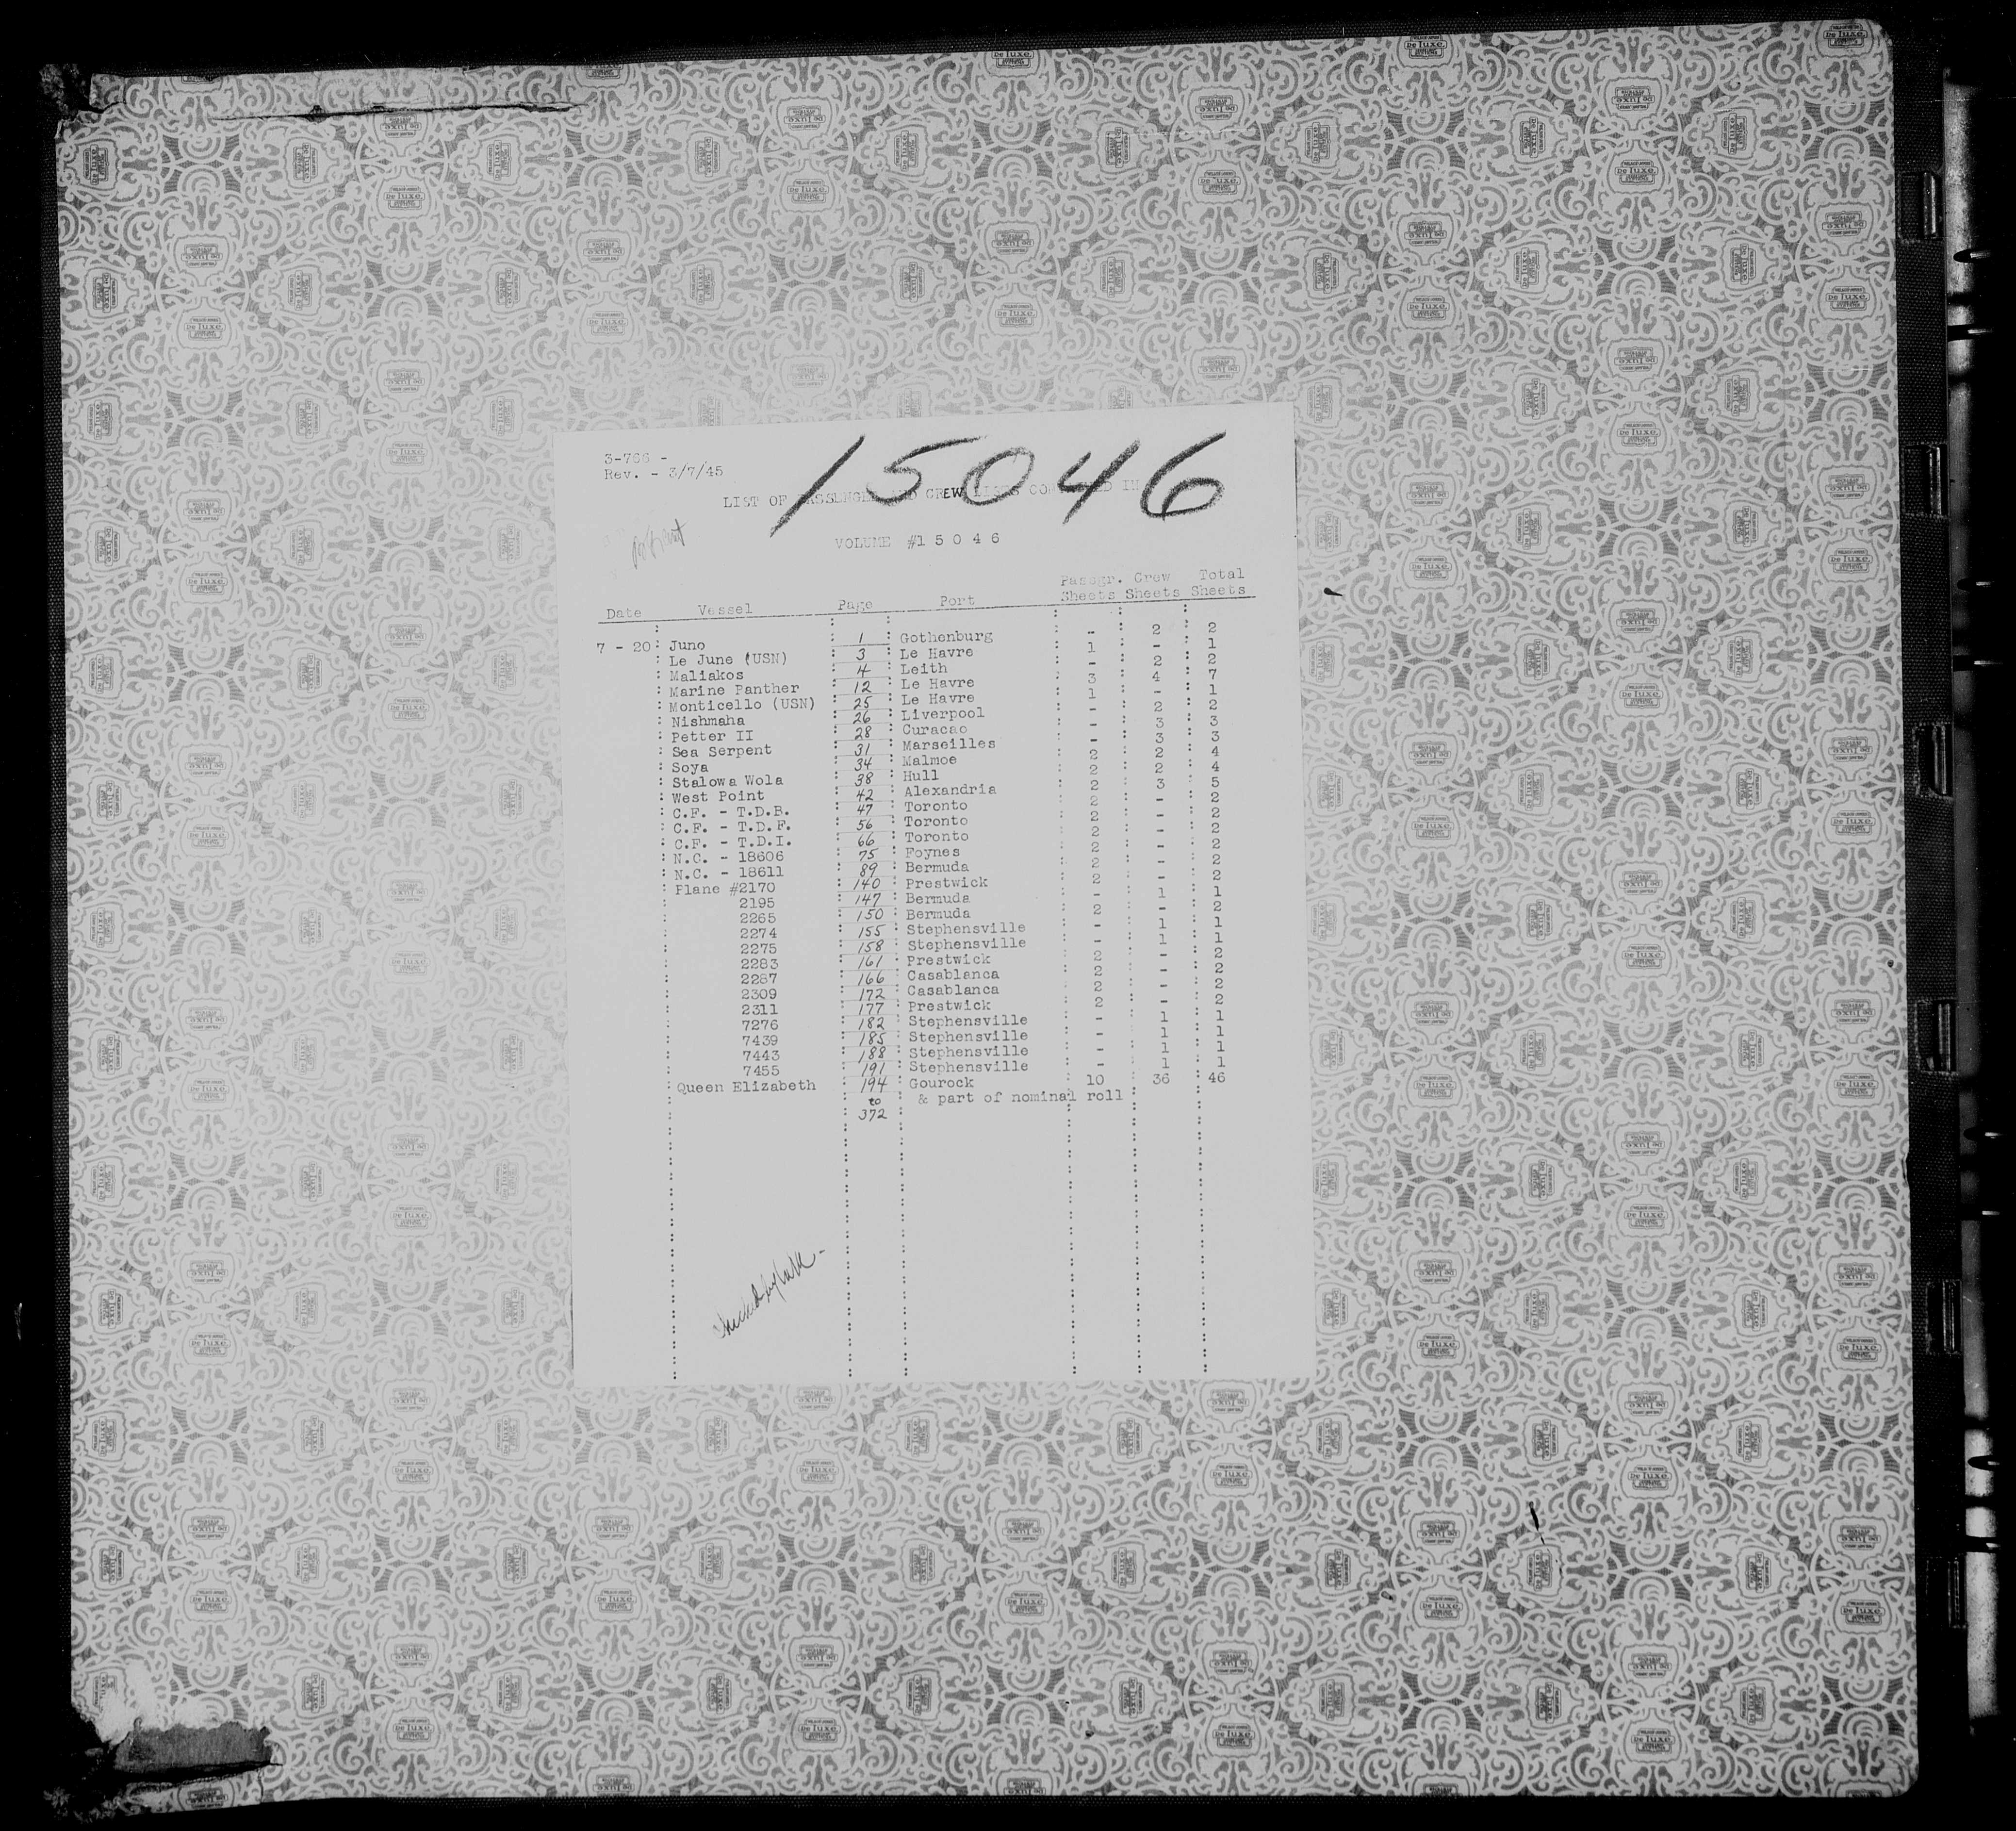 15046
3-766 -
Rev. - 3/7/45
LIST OF CREW IN
VOLUME #1 5 0 4 6
Date Vessel Page Port Passgr. Sheets Crew Sheets Total Sheets
7 - 20 : Juno : 1 : Gothenburg : - : 2 : 2
: Le June (USN) : 3 : Le Havre : 1 : - : 1
: Maliakos : 4 : Leith : - : 2 : 2
: Marine Panther : 12 : Le Havre : 3 : 4 : 7
: Monticello (USN) : 25 : Le Havre : 1 : - : 1
: Nishmaha : 26 : Liverpool : - : 2 : 2
: Petter II : 28 : Curacao : - : 3 : 3
: Sea Serpent : 31 : Marseilles : - : 3 : 3
: Soya : 34 : Malmoe : 2 : 2 : 4
: Stalowa Wola : 38 : Hull : 2 : 2 : 4
: West Point : 42 : Alexandria : 2 : 3 : 5
: C.F. - T.D.B. : 47 : Toronto : 2 : - : 2
: C.F. - T.D.F. : 56 : Toronto : 2 : - : 2
: C.F. - T.D.I. : 66 : Toronto : 2 : - : 2
: N.C. - 18606 : 75 : Foynes : 2 : - : 2
: N.C. - 18611 : 89 : Bermuda : 2 : - : 2
: Plane #2170 : 140 : Prestwick : 2 : - : 2
: 2195 : 147 : Bermuda : - : 1 : 1
: 2265 : 150 : Bermuda : 2 : - : 2
: 2274 : 155 : Stephensville : - : 1 : 1
: 2275 : 158 : Stephensville : - : 1 : 1
: 2283 : 161 : Prestwick : 2 : - : 2
: 2287 : 166 : Casablanca : 2 : - : 2
: 2309 : 172 : Casablanca : 2 : - : 2
: 2311 : 177 : Prestwick : 2 : - : 2
: 7276 : 182 : Stephensville : - : 1 : 1
: 7439 : 185 : Stephensville : - : 1 : 1
: 7443 : 188 : Stephensville : - : 1 : 1
: 7455 : 191 : Stephensville : - : 1 : 1
: Queen Elizabeth : 194 : Gourock : 10 : 36 : 46
to : & part of nominal roll
: 372
De Luxe